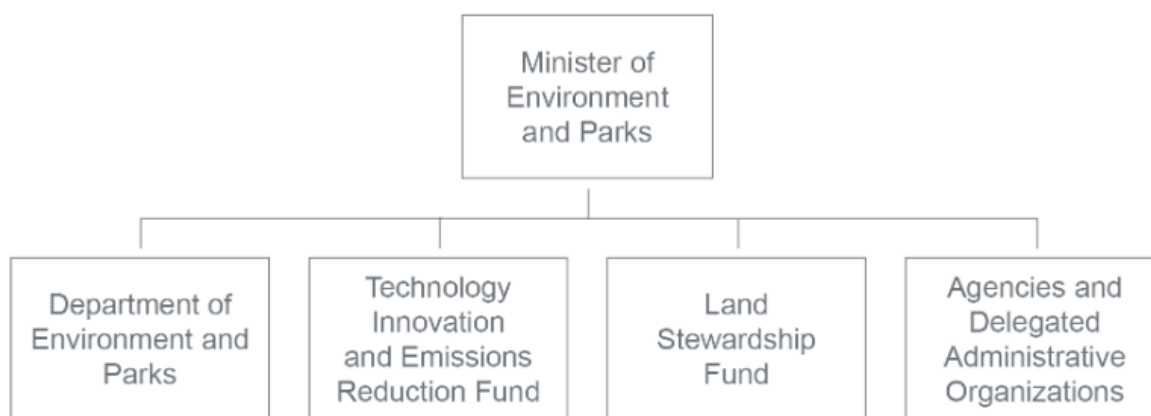 Minister of
Environment
and Parks
Department of
Environment and
Parks
Technology
Innovation
and Emissions
Reduction Fund
Land
Stewardship
Fund
Agencies and
Delegated
Administrative
Organizations